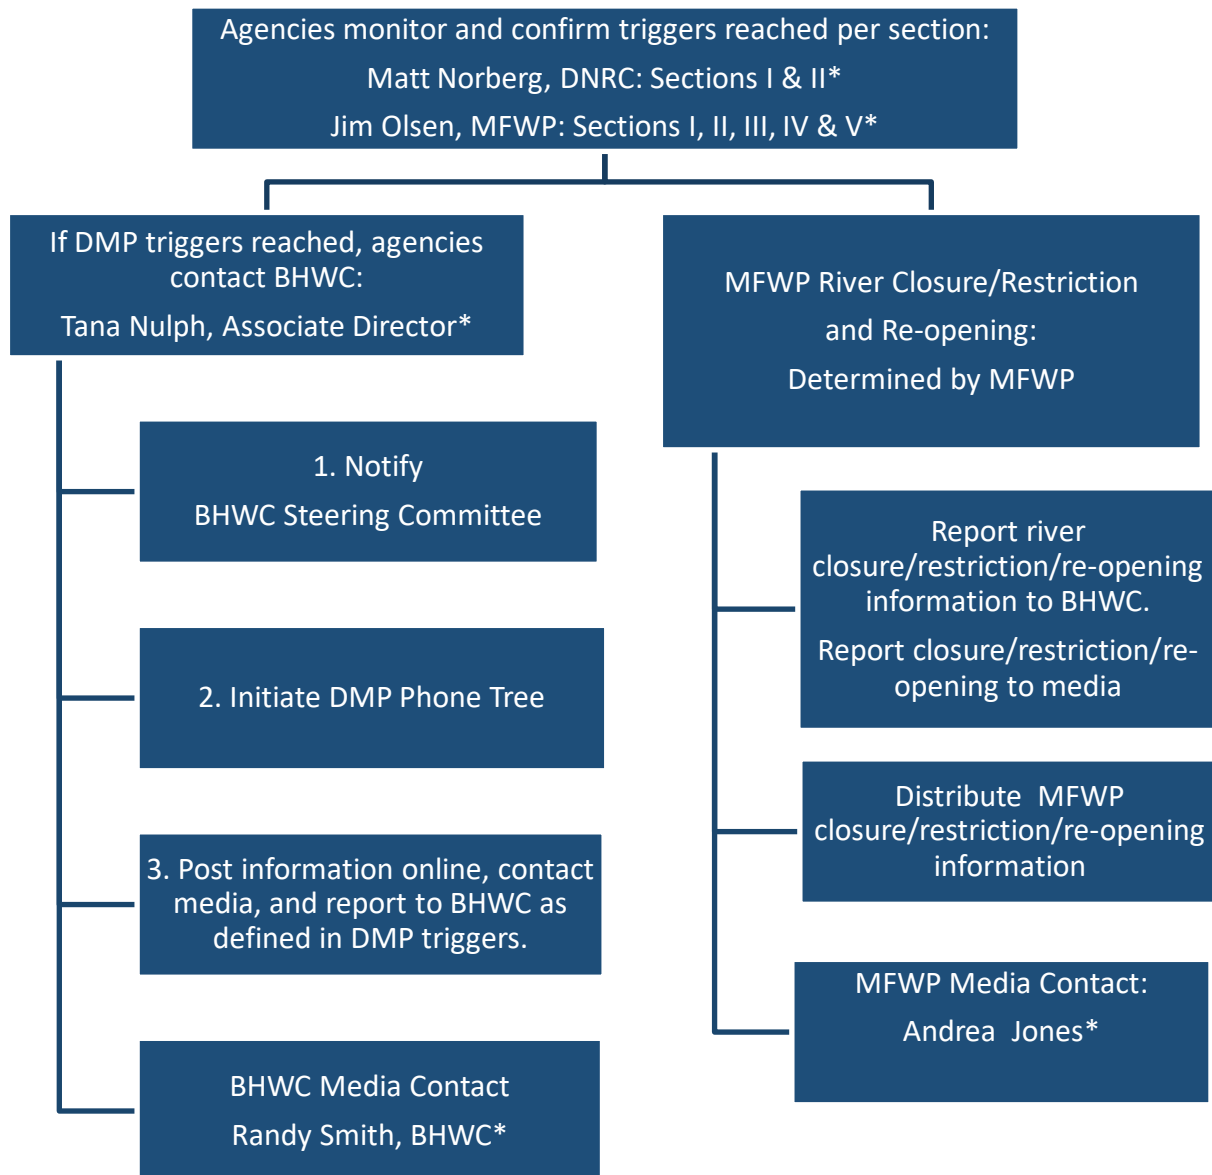 Agencies monitor and confirm triggers reached per section:
Matt Norberg, DNRC: Sections I & II*
Jim Olsen, MFWP: Sections I, II, III, IV & V*
If DMP triggers reached, agencies
contact BHWC:
Tana Nulph, Associate Director*
1. Notify
BHWC Steering Committee
2. Initiate DMP Phone Tree
3. Post information online, contact
media, and report to BHWC as
defined in DMP triggers.
BHWC Media Contact
Randy Smith, BHWC*
MFWP River Closure/Restriction
and Re-opening:
Determined by MFWP
Report river
closure/restriction/re-opening
information to BHWC.
Report closure/restriction/re-
opening to media
Distribute MFWP
closure/restriction/re-opening
information
MFWP Media Contact:
Andrea Jones*